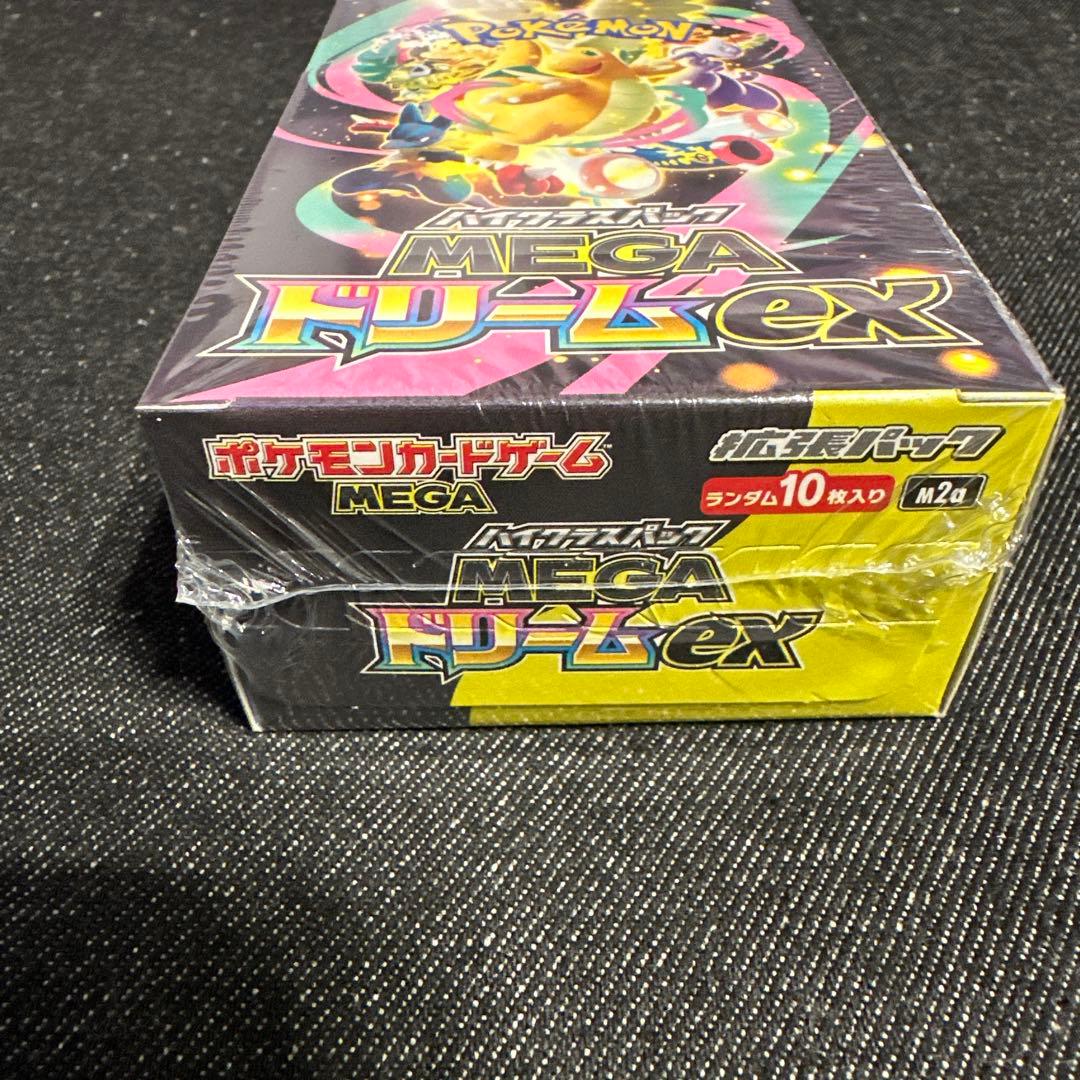 POKÉMON
ハイクラスパック
MEGA
ドリームex
ポケモンカードゲーム™
MEGA
拡張パック
ランダム10枚入り
M2a
ハイクラスパック
MEGA
ドリームex